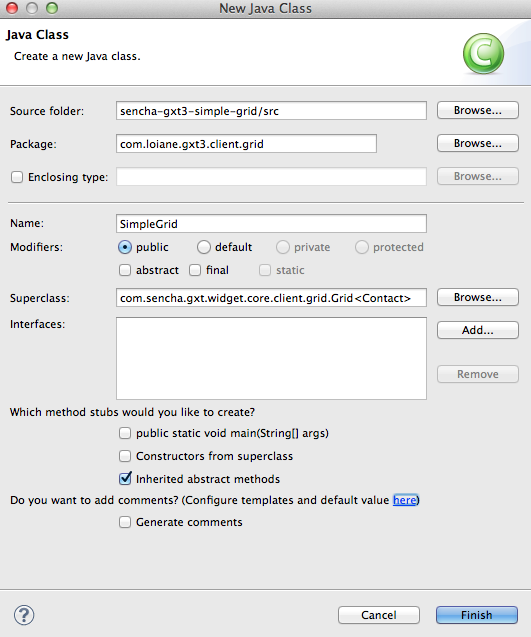 New Java Class
Java Class
Create a new Java class.
C
Source folder: sencha-gxt3-simple-grid/src Browse...
Package: com.loiane.gxt3.client.grid Browse...
Enclosing type: Browse...
Name: SimpleGrid
Modifiers: public default private protected
abstract final static
Superclass: com.sencha.gxt.widget.core.client.grid.Grid<Contact> Browse...
Interfaces: Add...
Remove
Which method stubs would you like to create?
public static void main(String[] args)
Constructors from superclass
Inherited abstract methods
Do you want to add comments? (Configure templates and default value here)
Generate comments
? Cancel Finish